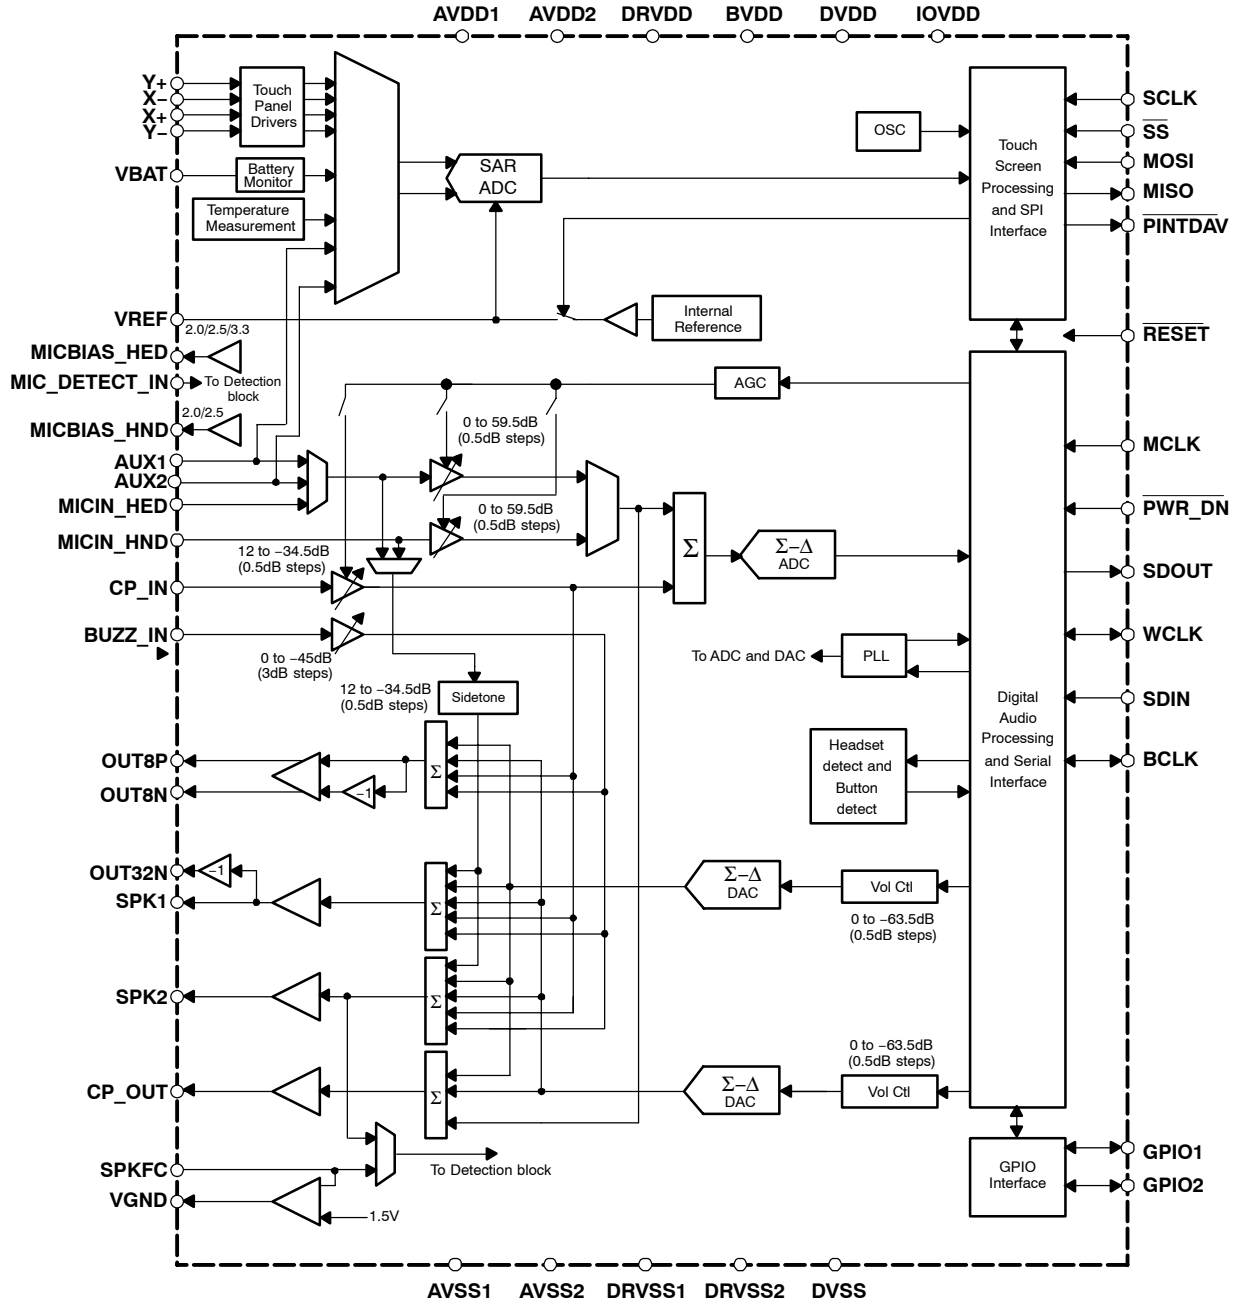 AVDD1 AVDD2 DRVDD BVDD DVDD IOVDD
Y+
X−
X+
Y−
Touch
Panel
Drivers
VBAT
Battery
Monitor
Temperature
Measurement
SAR
ADC
OSC
Touch
Screen
Processing
and SPI
Interface
SCLK
SS
MOSI
MISO
PINTDAV
VREF
Internal
Reference
RESET
2.0/2.5/3.3
MICBIAS_HED
MIC_DETECT_IN
To Detection
block
2.0/2.5
MICBIAS_HND
AGC
0 to 59.5dB
(0.5dB steps)
AUX1
AUX2
MICIN_HED
MICIN_HND
0 to 59.5dB
(0.5dB steps)
12 to −34.5dB
(0.5dB steps)
CP_IN
Σ
Σ−Δ
ADC
MCLK
PWR_DN
SDOUT
BUZZ_IN
0 to −45dB
(3dB steps)
To ADC and DAC
PLL
WCLK
12 to −34.5dB
(0.5dB steps)
Sidetone
Digital
Audio
Processing
and Serial
Interface
SDIN
BCLK
OUT8P
OUT8N
−1
Σ
Headset
detect and
Button
detect
OUT32N
−1
SPK1
Σ
Σ−Δ
DAC
Vol Ctl
0 to −63.5dB
(0.5dB steps)
SPK2
Σ
0 to −63.5dB
(0.5dB steps)
CP_OUT
Σ
Σ−Δ
DAC
Vol Ctl
SPKFC
To Detection block
VGND
1.5V
GPIO
Interface
GPIO1
GPIO2
AVSS1 AVSS2 DRVSS1 DRVSS2 DVSS